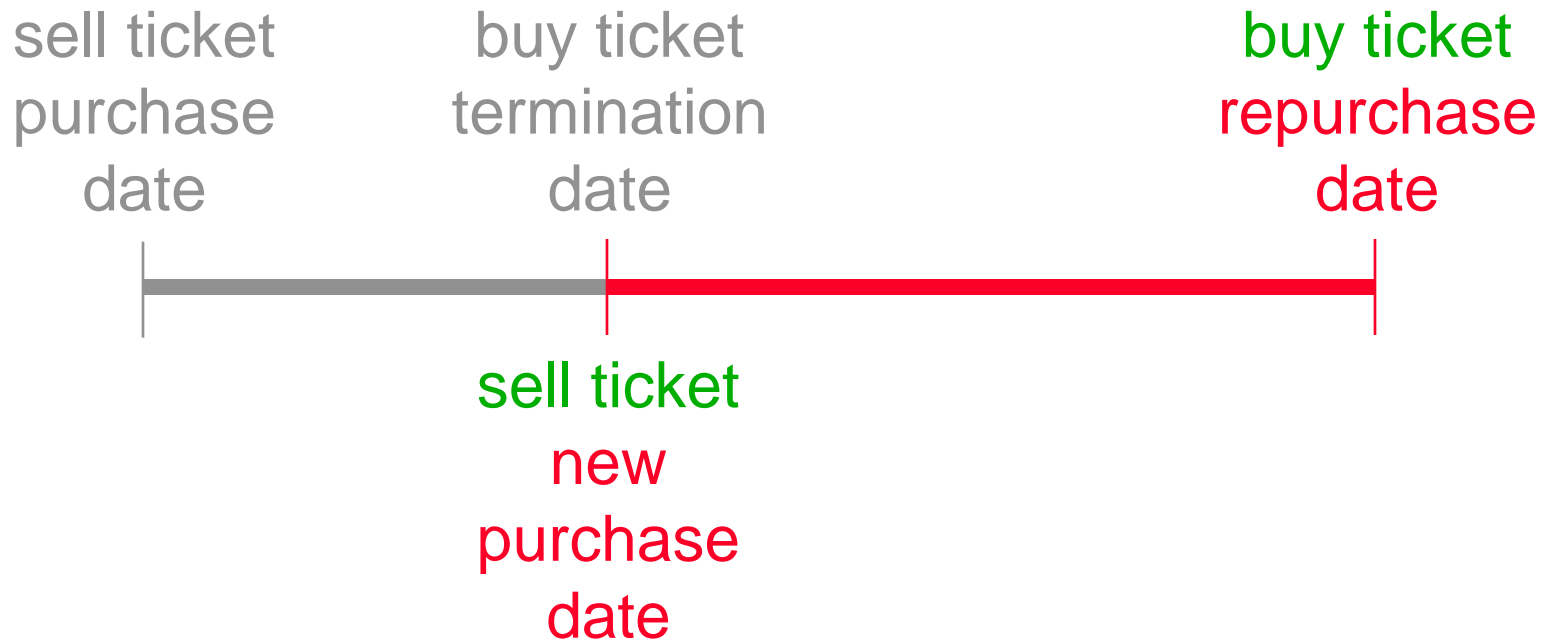 sell ticket
purchase
date
buy ticket
termination
date
buy ticket
repurchase
date
sell ticket
new
purchase
date